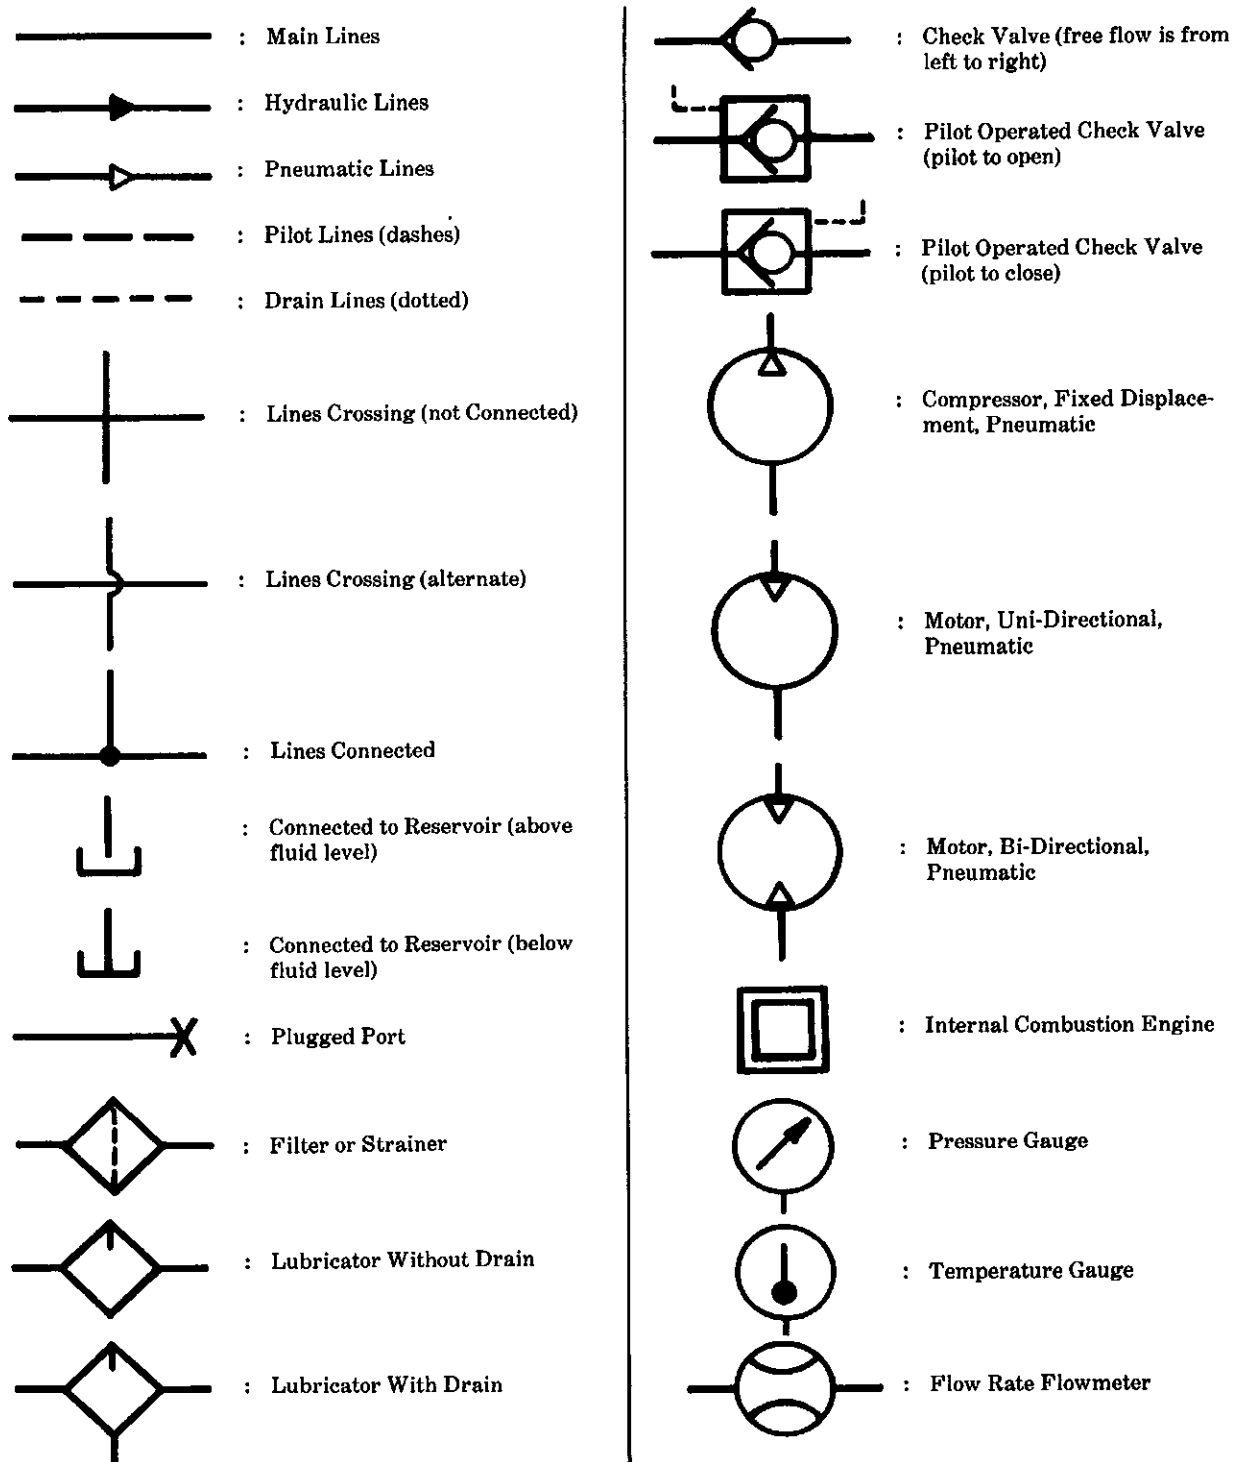 : Main Lines
: Hydraulic Lines
: Pneumatic Lines
: Pilot Lines (dashes)
: Drain Lines (dotted)
: Lines Crossing (not Connected)
: Lines Crossing (alternate)
: Lines Connected
: Connected to Reservoir (above
fluid level)
: Connected to Reservoir (below
fluid level)
: Plugged Port
: Filter or Strainer
: Lubricator Without Drain
: Lubricator With Drain
: Check Valve (free flow is from
left to right)
: Pilot Operated Check Valve
(pilot to open)
: Pilot Operated Check Valve
(pilot to close)
: Compressor, Fixed Displace-
ment, Pneumatic
: Motor, Uni-Directional,
Pneumatic
: Motor, Bi-Directional,
Pneumatic
: Internal Combustion Engine
: Pressure Gauge
: Temperature Gauge
: Flow Rate Flowmeter